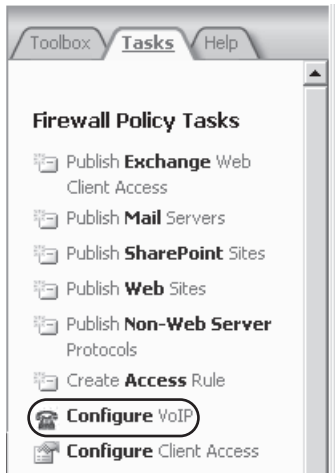 Toolbox Tasks Help
Firewall Policy Tasks
Publish Exchange Web
Client Access
Publish Mail Servers
Publish SharePoint Sites
Publish Web Sites
Publish Non-Web Server
Protocols
Create Access Rule
Configure VoIP
Configure Client Access